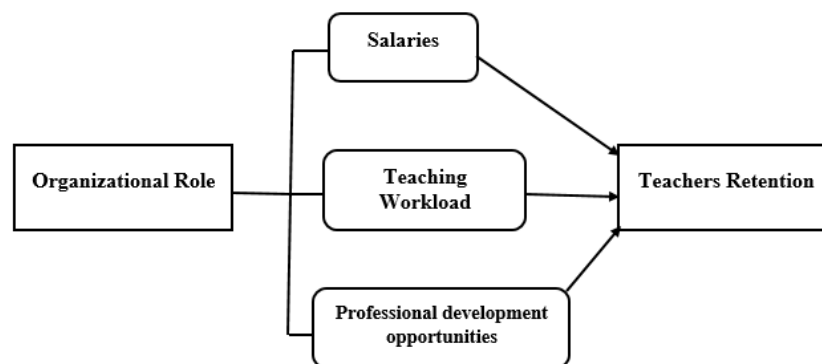 Salaries
Organizational Role
Teaching
Workload
Teachers Retention
Professional development
opportunities